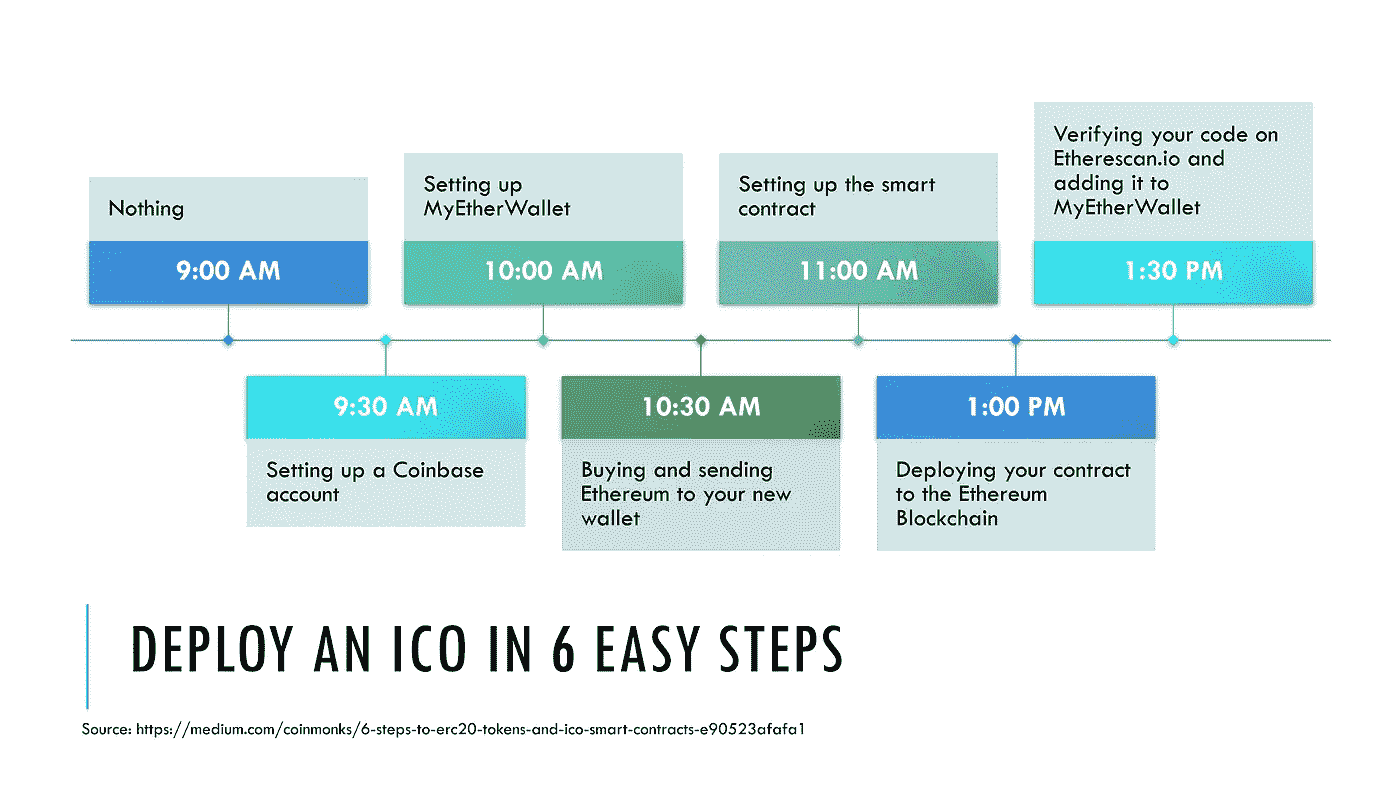 Nothing
9:00 AM
9:30 AM
Setting up a Coinbase
account
Setting up
MyEtherWallet
10:00 AM
10:30 AM
Buying and sending
Ethereum to your new
wallet
Setting up the smart
contract
11:00 AM
1:00 PM
Deploying your contract
to the Ethereum
Blockchain
Verifying your code on
Etherescan.io and
adding it to
MyEtherWallet
1:30 PM
DEPLOY AN ICO IN 6 EASY STEPS
Source: https://medium.com/coinmonks/6-steps-to-erc20-tokens-and-ico-smart-contracts-e90523afafa1